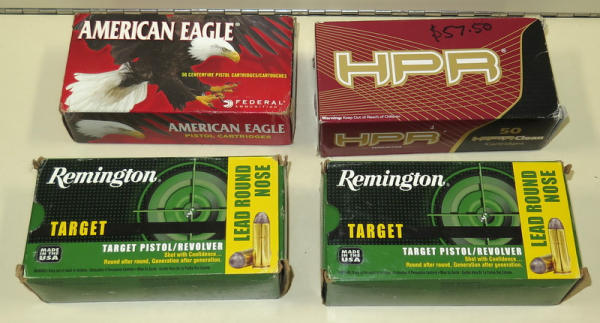 AMERICAN EAGLE
50 CENTERFIRE PISTOL CARTRIDGES/CARTOUCHES
FEDERAL
AMMUNITION
AMERICAN EAGLE
PISTOL CARTRIDGES
$57.50
HPR
Warning: Keep Out of Reach of Children.
50
HPR Clean
Cartridges
Remington
TARGET
LEAD ROUND
NOSE
MADE
IN THE
USA
TARGET PISTOL/REVOLVER
Shot with Confidence...
Round after round, Generation after generation.
Remington
TARGET
LEAD ROUND
NOSE
MADE
IN THE
USA
TARGET PISTOL/REVOLVER
Shot with Confidence...
Round after round, Generation after generation.